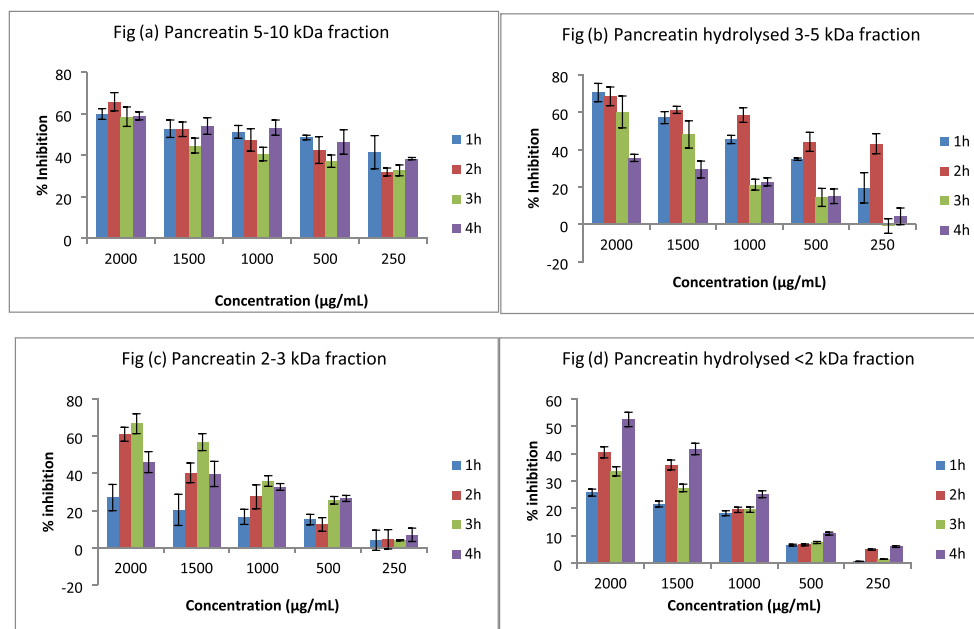 Fig (a) Pancreatin 5-10 kDa fraction
% Inhibition
80
60
40
20
0
2000 1500 1000 500 250
Concentration (µg/mL)
1h
2h
3h
4h
Fig (b) Pancreatin hydrolysed 3-5 kDa fraction
% Inhibition
80
60
40
20
0
-20
2000 1500 1000 500 250
Concentration (µg/mL)
1h
2h
3h
4h
Fig (c) Pancreatin 2-3 kDa fraction
% inhibition
80
60
40
20
0
-20
2000 1500 1000 500 250
Concentration (µg/mL)
1h
2h
3h
4h
Fig (d) Pancreatin hydrolysed <2 kDa fraction
% inhibition
60
50
40
30
20
10
0
2000 1500 1000 500 250
Concentration (µg/mL)
1h
2h
3h
4h